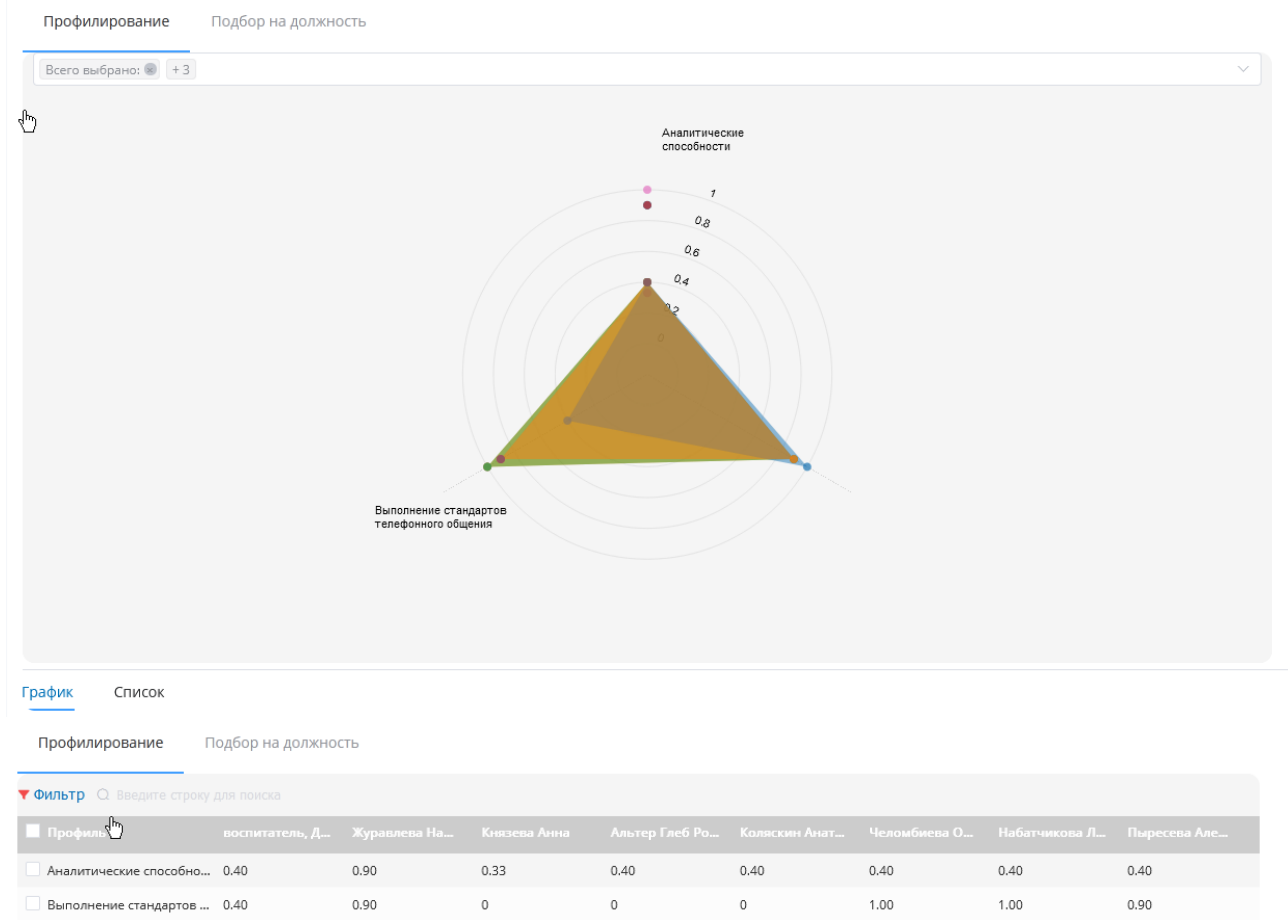 Профилирование Подбор на должность
Всего выбрано: + 3
Аналитические
способности
1
0.8
0.6
0.4
0.2
0
Выполнение стандартов
телефонного общения
График Список
Профилирование Подбор на должность
Фильтр Введите строку для поиска
Профиль воспитатель, Д... Журавлева На... Князева Анна Альтер Глеб Ро... Коляскин Анат... Челомбиева О... Набатчикова Л... Пыресева Але...
Аналитические способно... 0.40 0.90 0.33 0.40 0.40 0.40 0.40 0.40
Выполнение стандартов ... 0.40 0.90 0 0 0 1.00 1.00 0.90